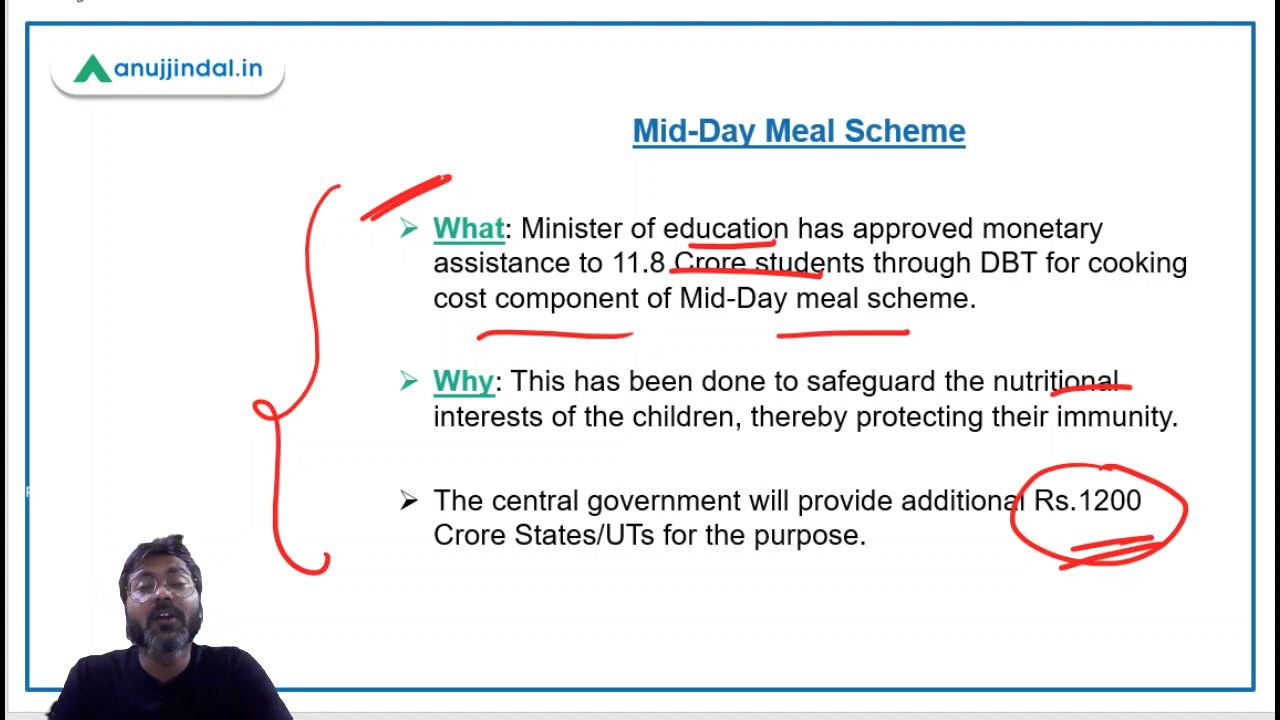 anujjindal.in
Mid-Day Meal Scheme
What: Minister of education has approved monetary
assistance to 11.8 Crore students through DBT for cooking
cost component of Mid-Day meal scheme.
Why: This has been done to safeguard the nutritional
interests of the children, thereby protecting their immunity.
The central government will provide additional Rs.1200
Crore States/UTs for the purpose.